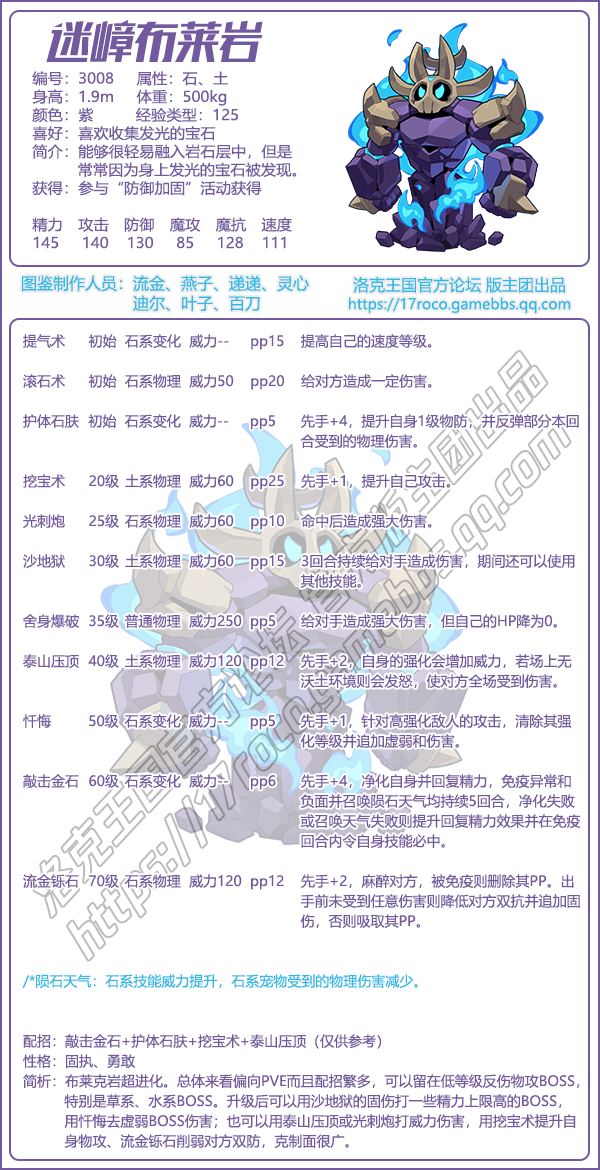 迷嶂布莱岩
编号：3008 属性：石、土
身高：1.9m 体重：500kg
颜色：紫 经验类型：125
喜好：喜欢收集发光的宝石
简介：能够很轻易融入岩石层中，但是
常常因为身上发光的宝石被发现。
获得：参与“防御加固”活动获得
精力 攻击 防御 魔攻 魔抗 速度
145 140 130 85 128 111
图鉴制作人员：流金、燕子、递递、灵心
迪尔、叶子、百刀
洛克王国官方论坛 版主团出品
https://17roco.gamebbs.qq.com
提气术 初始 石系变化 威力-- pp15 提高自己的速度等级。
滚石术 初始 石系物理 威力50 pp20 给对方造成一定伤害。
护体石肤 初始 石系变化 威力-- pp5 先手+4，提升自身1级物防，并反弹部分本回
合受到的物理伤害。
挖宝术 20级 土系物理 威力60 pp25 先手+1，提升自己攻击。
光刺炮 25级 石系物理 威力60 pp10 命中后造成强大伤害。
沙地狱 30级 土系物理 威力60 pp15 3回合持续给对手造成伤害，期间还可以使用
其他技能。
舍身爆破 35级 普通物理 威力250 pp5 给对手造成强大伤害，但自己的HP降为0。
泰山压顶 40级 土系物理 威力120 pp12 先手+2，自身的强化会增加威力，若场上无
沃土环境则会发怒，使对方全场受到伤害。
忏悔 50级 石系变化 威力-- pp5 先手+1，针对高强化敌人的攻击，清除其强
化等级并追加虚弱和伤害。
敲击金石 60级 石系变化 威力-- pp6 先手+4，净化自身并回复精力，免疫异常和
负面并召唤陨石天气均持续5回合，净化失败
或召唤天气失败则提升回复精力效果并在免疫
回合内令自身技能必中。
流金铄石 70级 石系物理 威力120 pp12 先手+2，麻醉对方，被免疫则删除其PP。出
手前未受到任意伤害则降低对方双抗并追加固
伤，否则吸取其PP。
洛克王国官方论坛 官方版主团出品
https://17roco.gamebbs.qq.com
/*陨石天气：石系技能威力提升，石系宠物受到的物理伤害减少。
配招：敲击金石+护体石肤+挖宝术+泰山压顶（仅供参考）
性格：固执、勇敢
简析：布莱克岩超进化。总体来看偏向PVE而且配招繁多，可以留在低等级反伤物攻BOSS，
特别是草系、水系BOSS。升级后可以用沙地狱的固伤打一些精力上限高的BOSS，
用忏悔去虚弱BOSS伤害；也可以用泰山压顶或光刺炮打威力伤害，用挖宝术提升自
身物攻、流金铄石削弱对方双防，克制面很广。